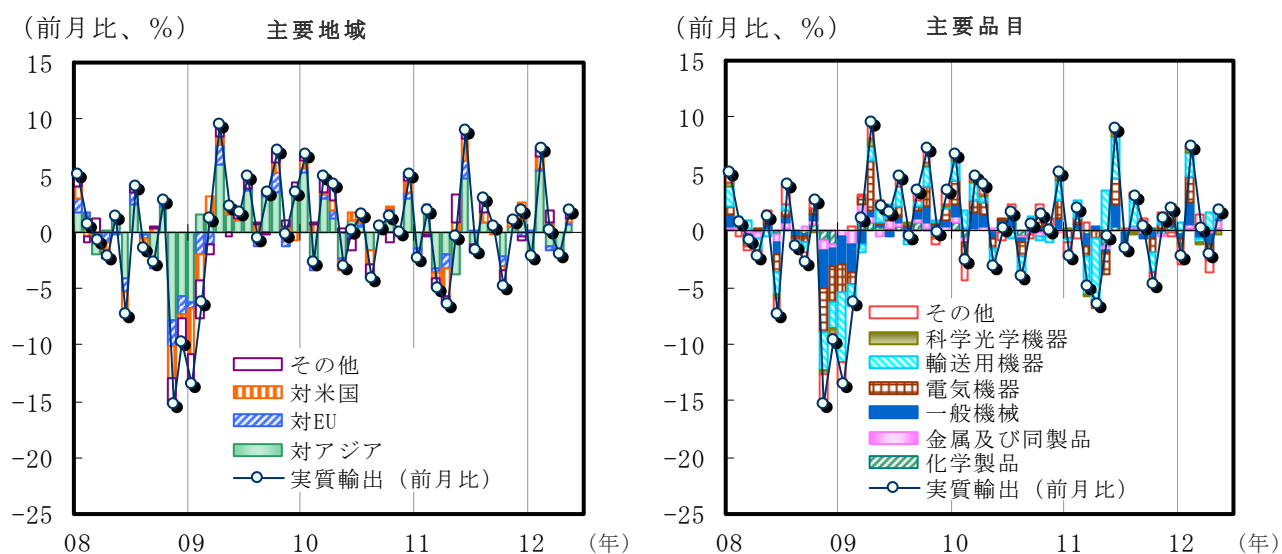 (前月比、%)
主要地域
15
10
5
0
-5
-10
-15
-20
-25
その他
対米国
対EU
対アジア
実質輸出(前月比)
08
09
10
11
12
(年)
(前月比、%)
主要品目
15
10
5
0
-5
-10
-15
-20
-25
その他
科学光学機器
輸送用機器
電気機器
一般機械
金属及び同製品
化学製品
実質輸出(前月比)
08
09
10
11
12
(年)